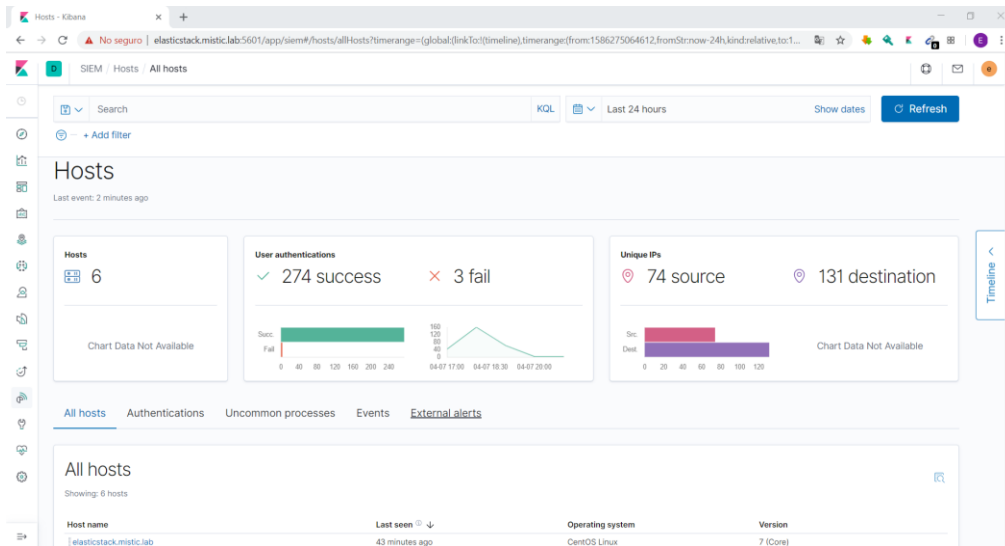 Hosts - Kibana
No seguro | elasticstack.mistic.lab:5601/app/siem#/hosts/allHosts?timerange=(global:(linkTo:!(timeline),timerange:(from:1586275064612,fromStr:now-24h,kind:relative,to:1...
0
E
D SIEM / Hosts / All hosts
e
Search KQL Last 24 hours Show dates Refresh
+ Add filter
Hosts
Last event: 2 minutes ago
Hosts
6
Chart Data Not Available
User authentications
274 success 3 fail
Succ.
Fail
0 40 80 120 160 200 240
160
120
80
40
0
04-07 17:00 04-07 18:30 04-07 20:00
Unique IPs
74 source 131 destination
Src.
Dest.
0 20 40 60 80 100 120
Chart Data Not Available
Timeline
All hosts Authentications Uncommon processes Events External alerts
All hosts
Showing: 6 hosts
Host name Last seen Operating system Version
elasticstack.mistic.lab 43 minutes ago CentOS Linux 7 (Core)